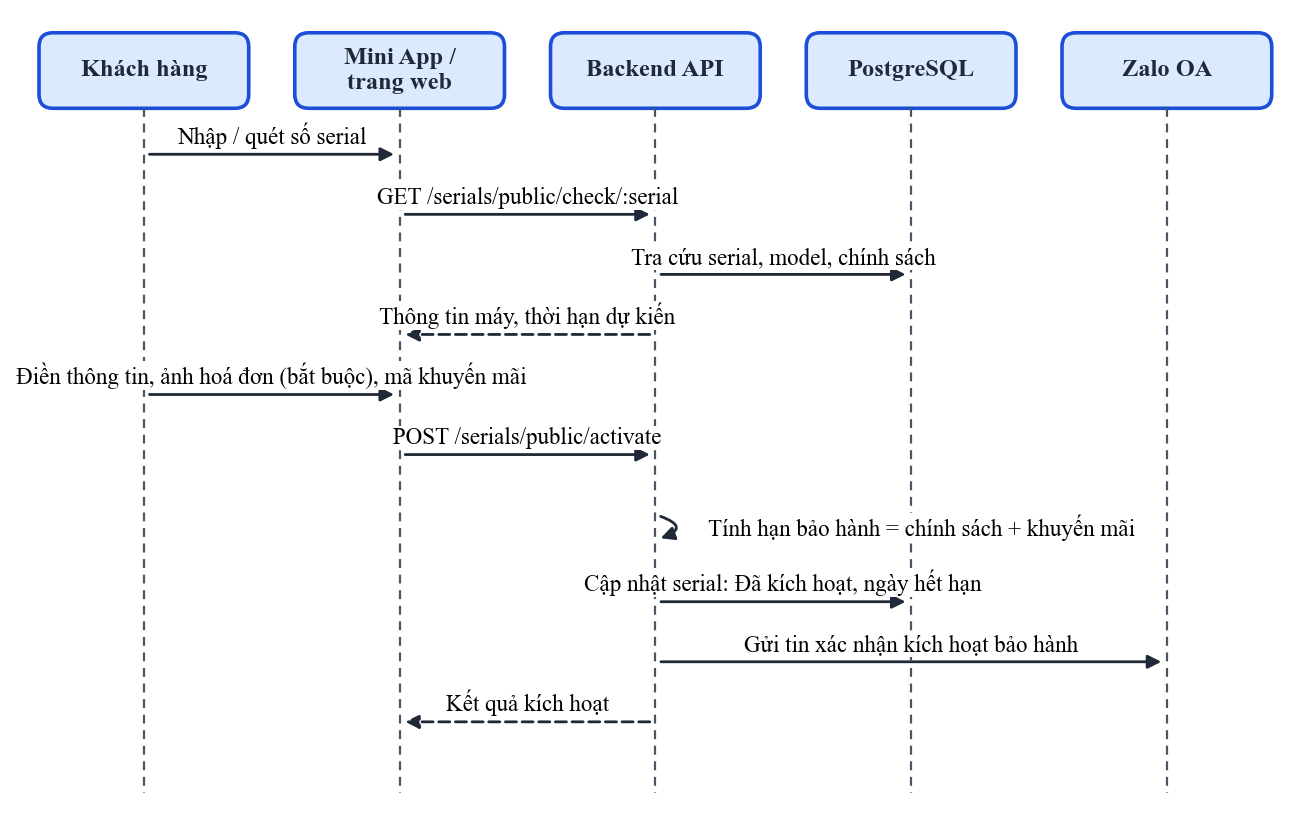 Khách hàng
Mini App /
trang web
Backend API
PostgreSQL
Zalo OA
Nhập / quét số serial
GET /serials/public/check/:serial
Tra cứu serial, model, chính sách
Thông tin máy, thời hạn dự kiến
Điền thông tin, ảnh hoá đơn (bắt buộc), mã khuyến mãi
POST /serials/public/activate
Tính hạn bảo hành = chính sách + khuyến mãi
Cập nhật serial: Đã kích hoạt, ngày hết hạn
Gửi tin xác nhận kích hoạt bảo hành
Kết quả kích hoạt